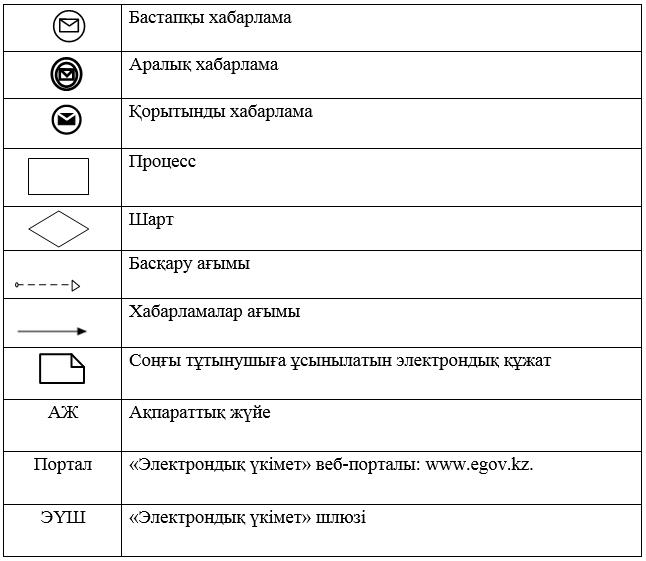 Бастапқы хабарлама
Аралық хабарлама
Қорытынды хабарлама
Процесс
Шарт
Басқару ағымы
Хабарламалар ағымы
Соңғы тұтынушыға ұсынылатын электрондық құжат
АЖ Ақпараттық жүйе
Портал «Электрондық үкімет» веб-порталы: www.egov.kz.
ЭҮШ «Электрондық үкімет» шлюзі